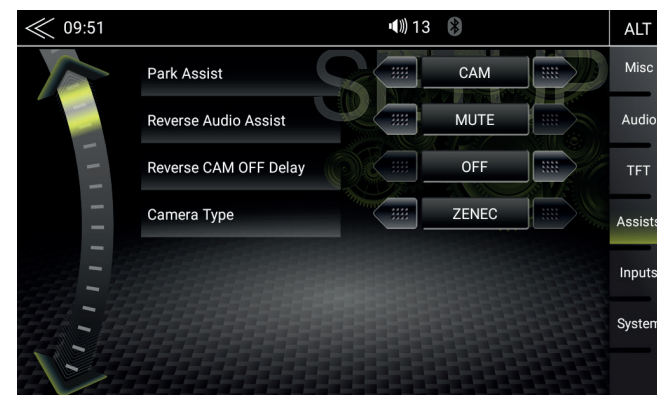 09:51 13 ALT
SETUP
Park Assist CAM
Misc
Reverse Audio Assist MUTE
Audio
Reverse CAM OFF Delay OFF
TFT
Camera Type ZENEC
Assists
Inputs
System